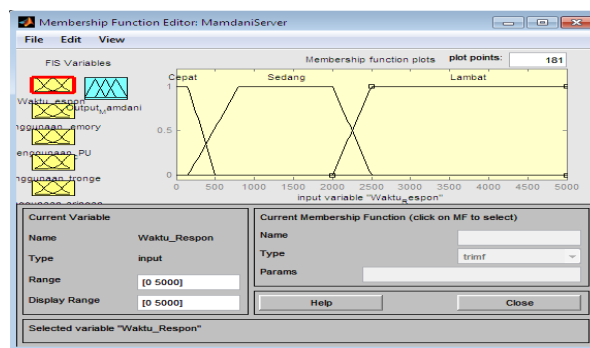 Membership Function Editor: MamdaniServer
File Edit View
FIS Variables
Membership function plots
plot points: 181
Cepat Sedang Lambat
1
0.5
0
0 500 1000 1500 2000 2500 3000 3500 4000 4500 5000
input variable "Waktu_Respon"
Current Variable
Name Waktu_Respon
Type input
Range [0 5000]
Display Range [0 5000]
Current Membership Function (click on MF to select)
Name
Type trimf
Params
Help Close
Selected variable "Waktu_Respon"